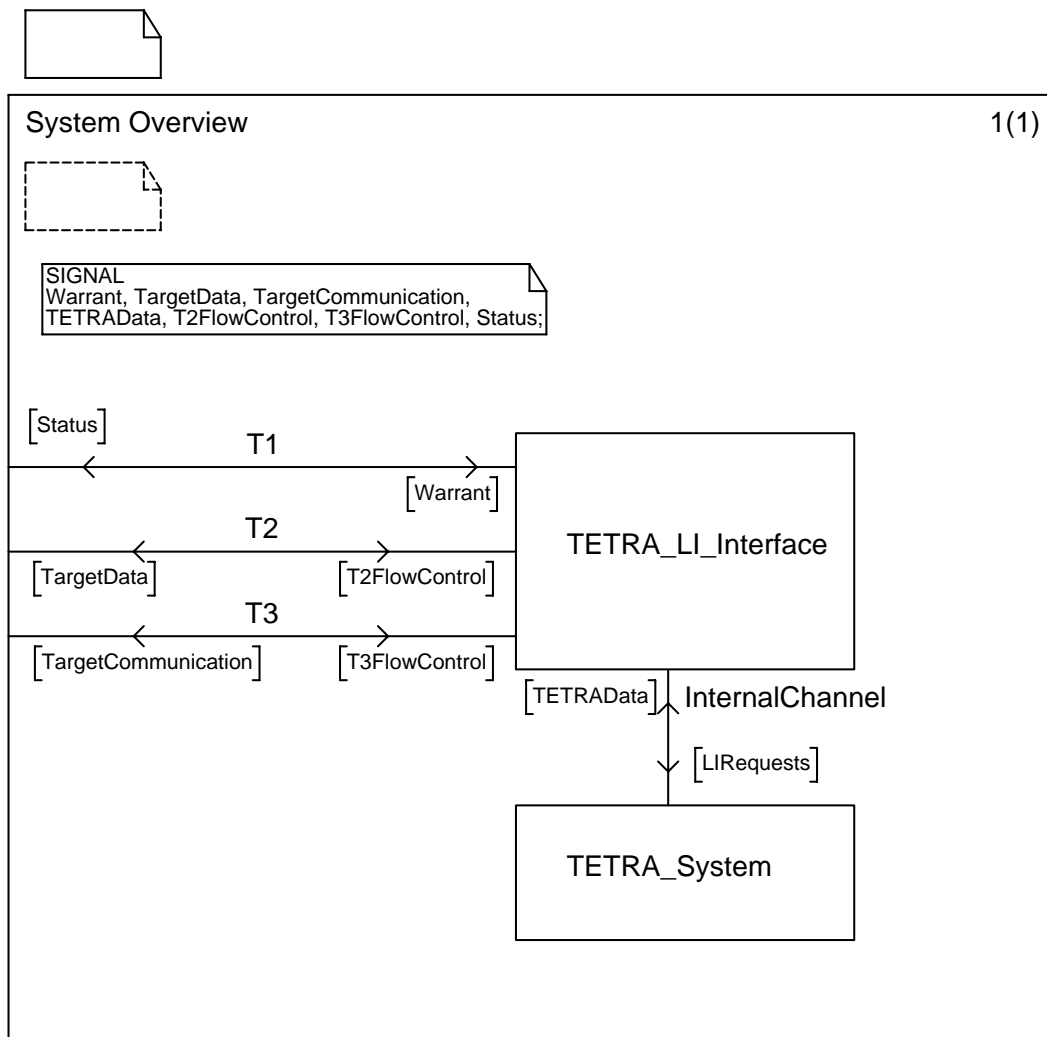 System Overview 1(1)
SIGNAL
Warrant, TargetData, TargetCommunication,
TETRAData, T2FlowControl, T3FlowControl, Status;
[Status]
T1
[Warrant]
T2
TETRA_LI_Interface
[TargetData] [T2FlowControl]
T3
[TargetCommunication] [T3FlowControl]
[TETRAData] InternalChannel
[LIRequests]
TETRA_System